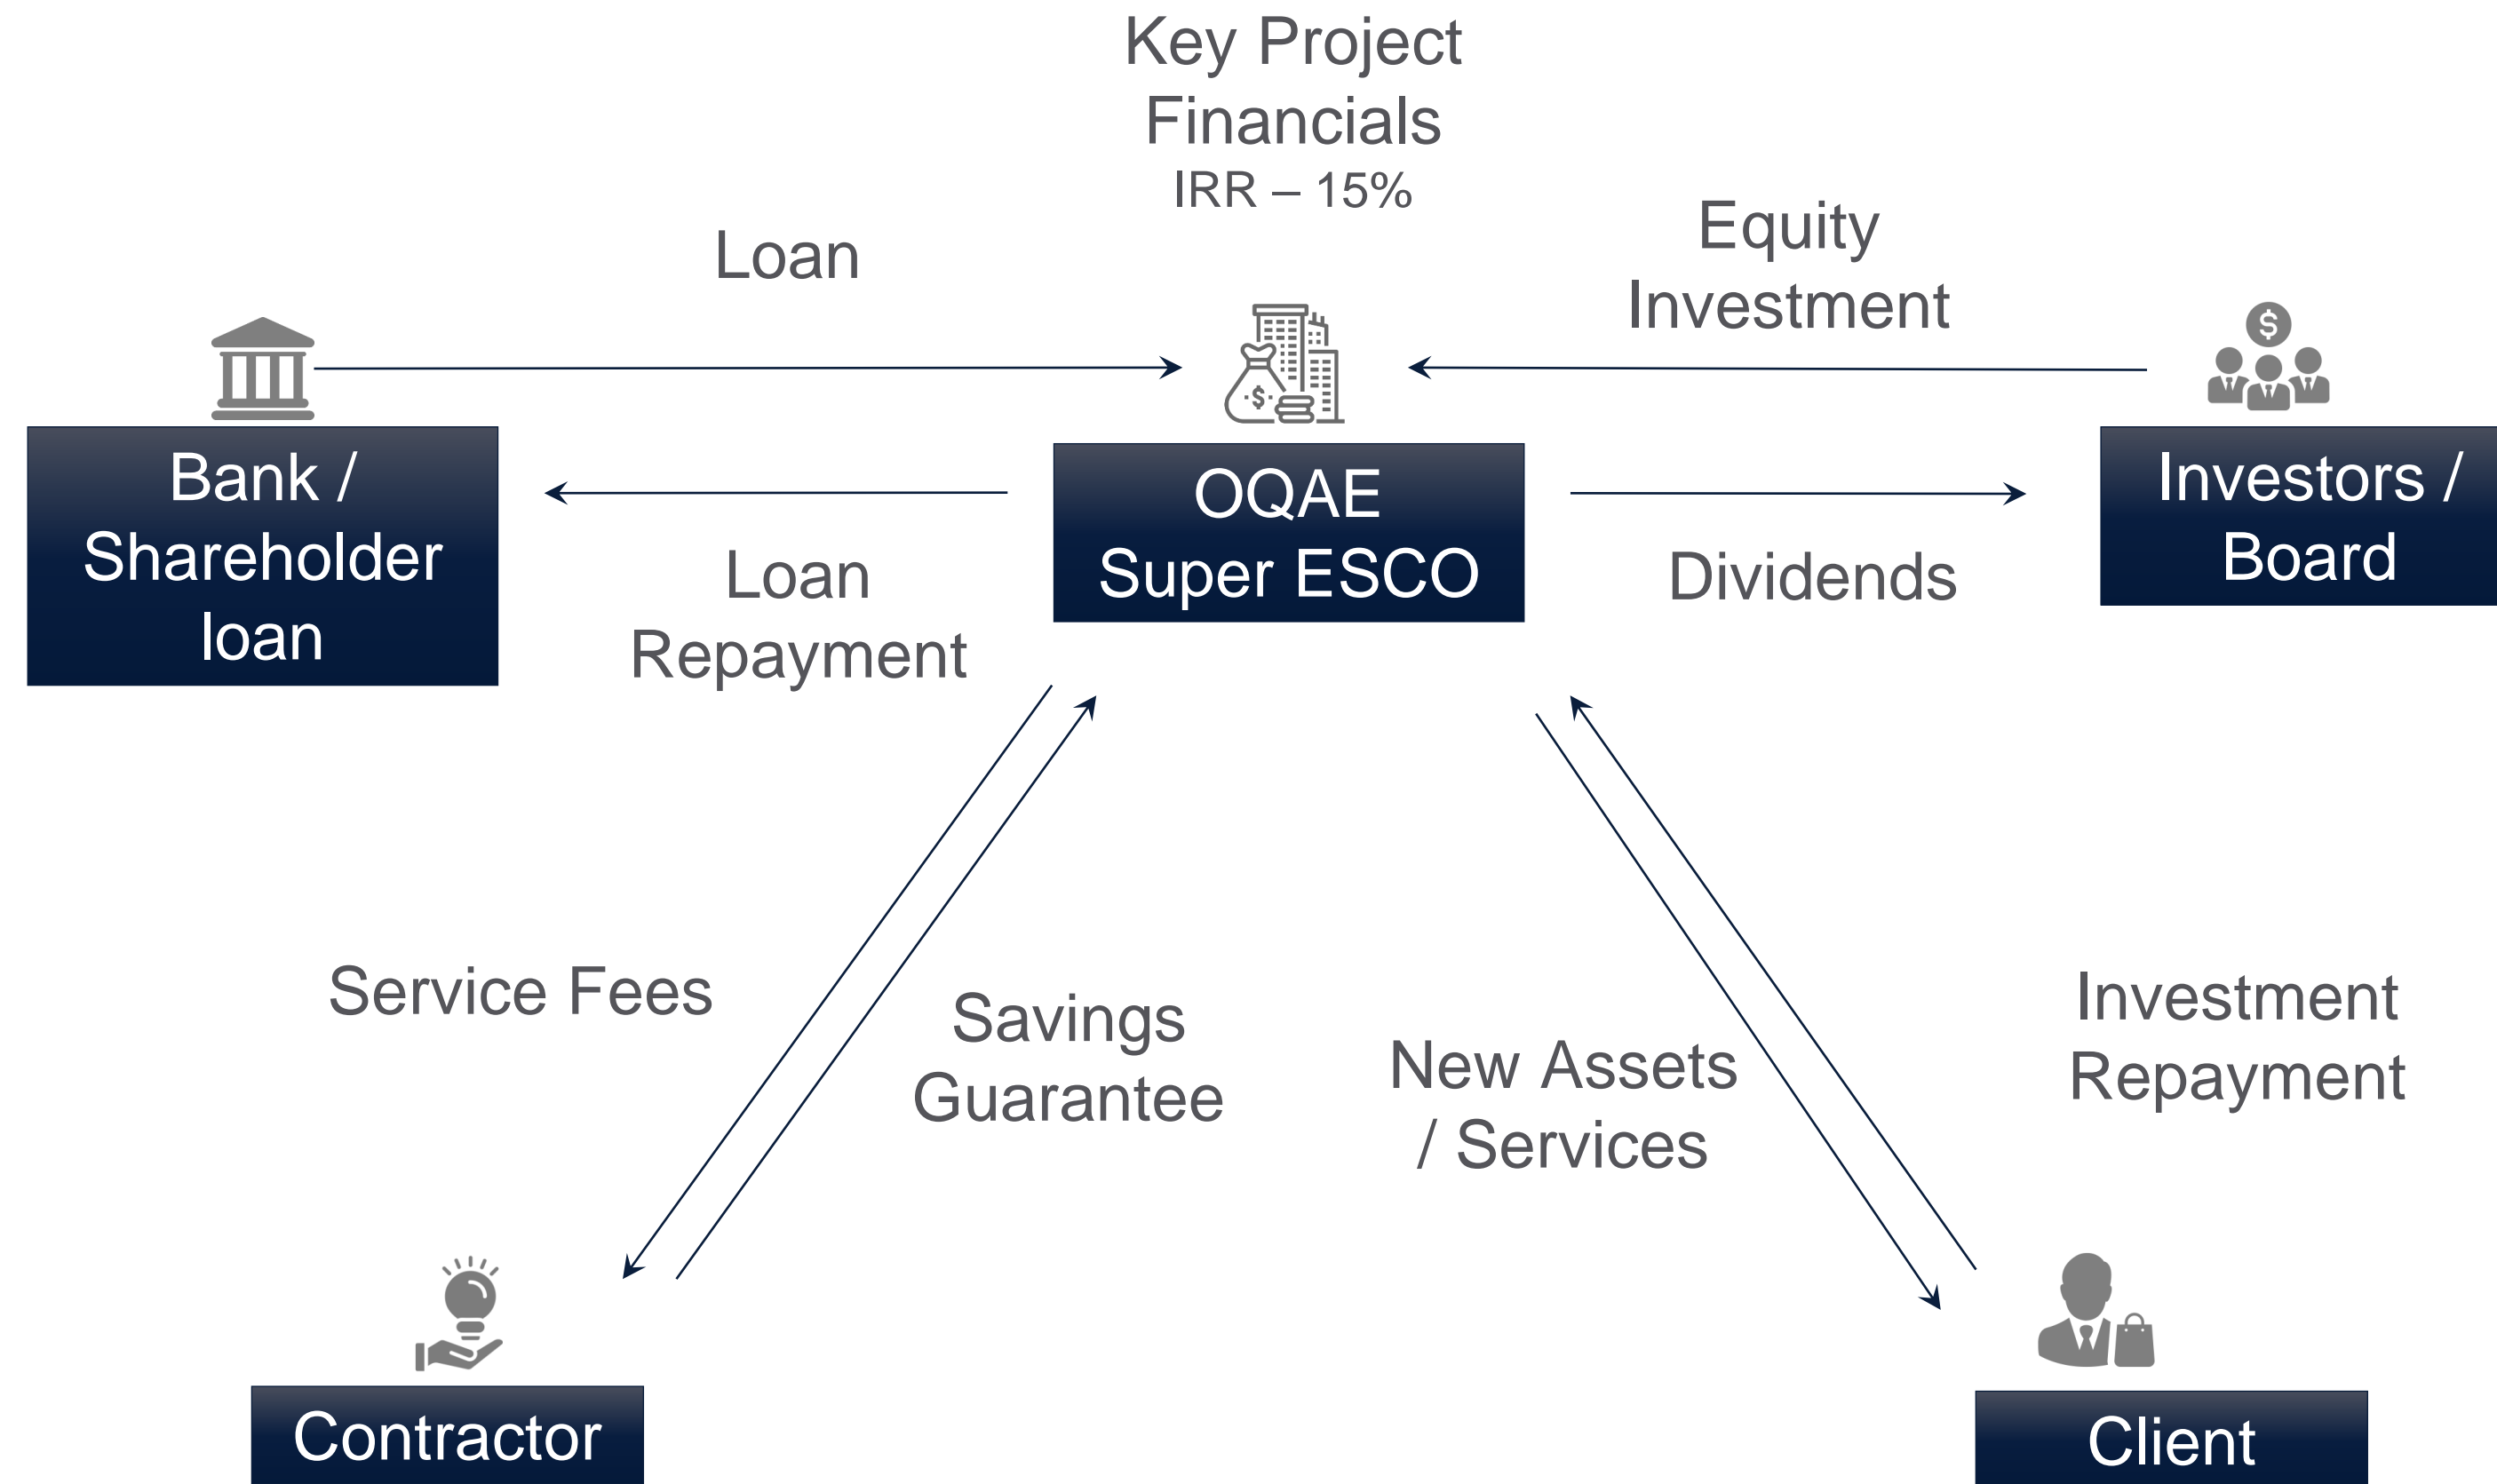 Key Project
Financials
IRR – 15%
Loan
Equity
Investment
Bank /
Shareholder
loan
OQAE
Super ESCO
Investors /
Board
Loan
Repayment
Dividends
Service Fees
Savings
Guarantee
New Assets
/ Services
Investment
Repayment
Contractor
Client